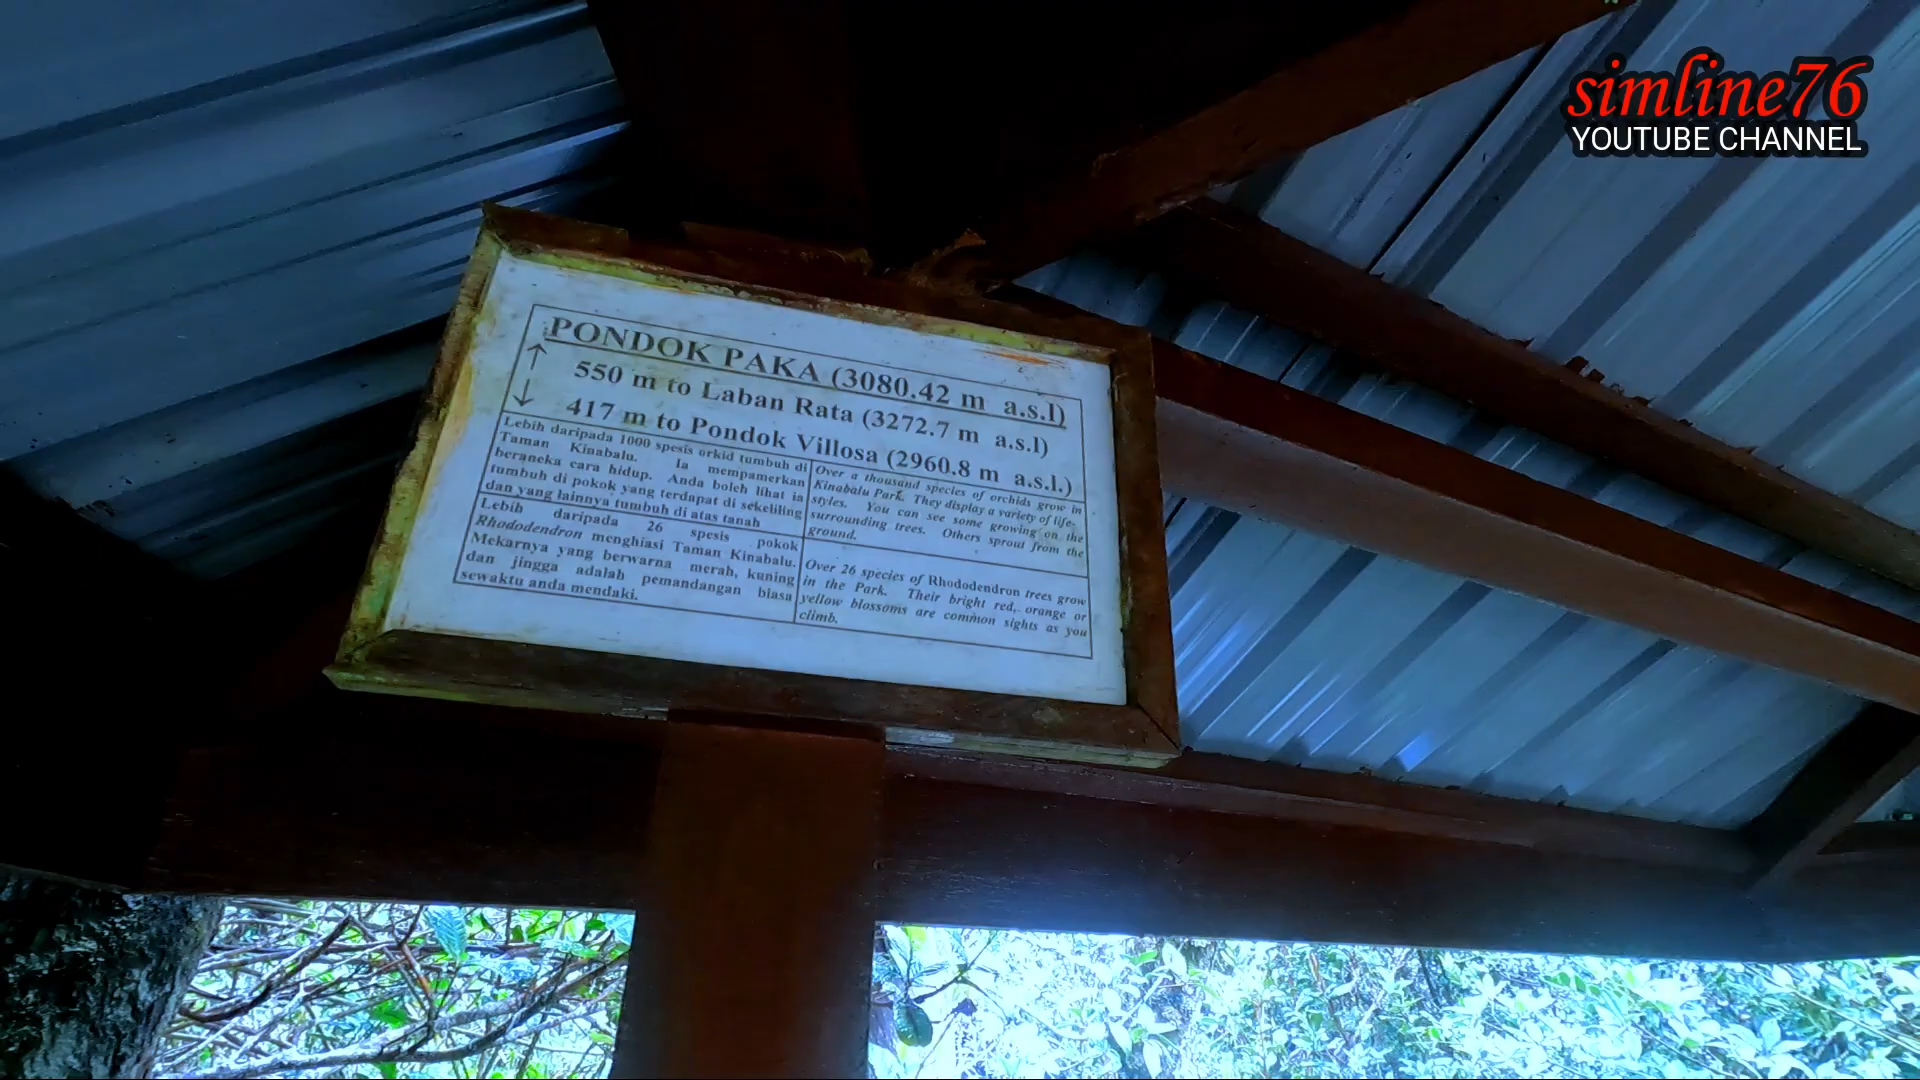 simline76
YOUTUBE CHANNEL
PONDOK PAKA (3080.42 m a.s.l)
↑ 550 m to Laban Rata (3272.7 m a.s.l)
↓ 417 m to Pondok Villosa (2960.8 m a.s.l.)
Lebih daripada 1000 spesis orkid tumbuh di
Taman Kinabalu. Ia mempamerkan
beraneka cara hidup. Anda boleh lihat ia
tumbuh di pokok yang terdapat di sekeliling
dan yang lainnya tumbuh di atas tanah
Over a thousand species of orchids grow in
Kinabalu Park. They display a variety of life-
styles. You can see some growing on the
surrounding trees. Others sprout from the
ground.
Lebih daripada 26 spesis pokok
Rhododendron menghiasi Taman Kinabalu.
Mekarnya yang berwarna merah, kuning
dan jingga adalah pemandangan biasa
sewaktu anda mendaki.
Over 26 species of Rhododendron trees grow
in the Park. Their bright red, orange or
yellow blossoms are common sights as you
climb.